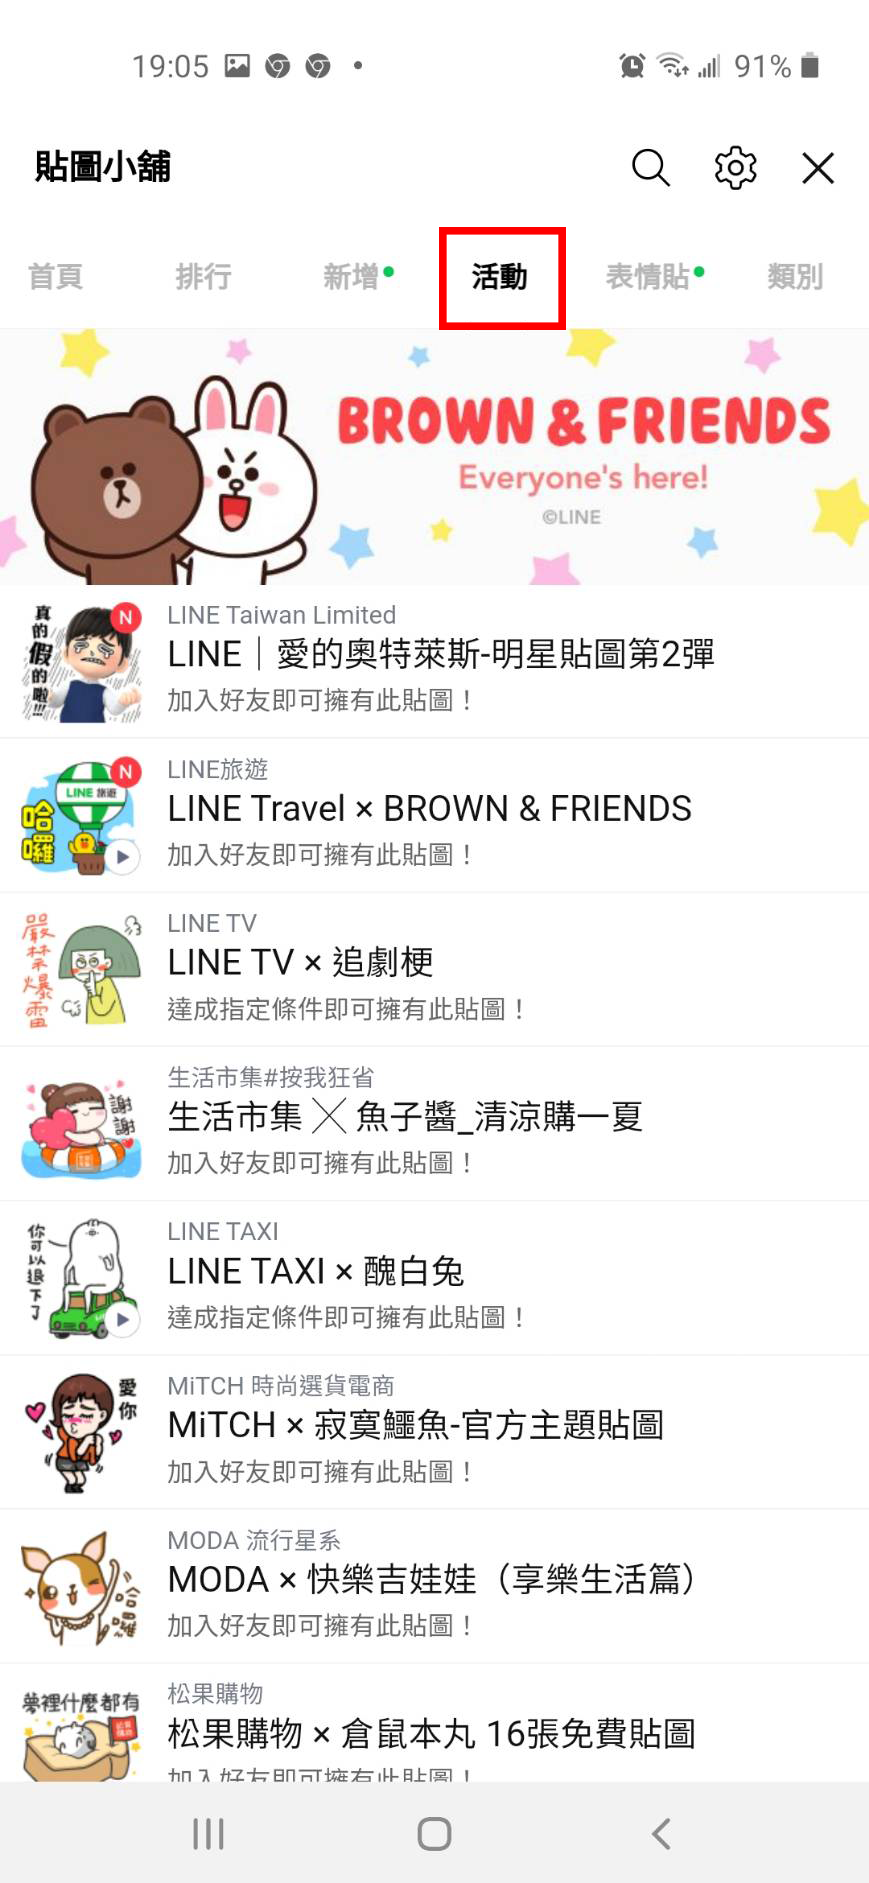 19:05
91%
貼圖小舖
首頁 排行 新增 活動 表情貼 類別
BROWN & FRIENDS
Everyone's here!
©LINE
真的假的啦!!!
N
LINE Taiwan Limited
LINE｜愛的奧特萊斯-明星貼圖第2彈
加入好友即可擁有此貼圖！
LINE 旅遊
哈囉
N
LINE旅遊
LINE Travel × BROWN & FRIENDS
加入好友即可擁有此貼圖！
嚴禁爆雷
LINE TV
LINE TV × 追劇梗
達成指定條件即可擁有此貼圖！
謝謝
生活市集#按我狂省
生活市集 ╳ 魚子醬_清涼購一夏
加入好友即可擁有此貼圖！
你可以退下了
LINE TAXI
LINE TAXI × 醜白兔
達成指定條件即可擁有此貼圖！
愛你
MiTCH 時尚選貨電商
MiTCH × 寂寞鱷魚-官方主題貼圖
加入好友即可擁有此貼圖！
哈囉~
MODA 流行星系
MODA × 快樂吉娃娃（享樂生活篇）
加入好友即可擁有此貼圖！
夢裡什麼都有
松果購物
松果購物 × 倉鼠本丸 16張免費貼圖
加入好友即可擁有此貼圖！